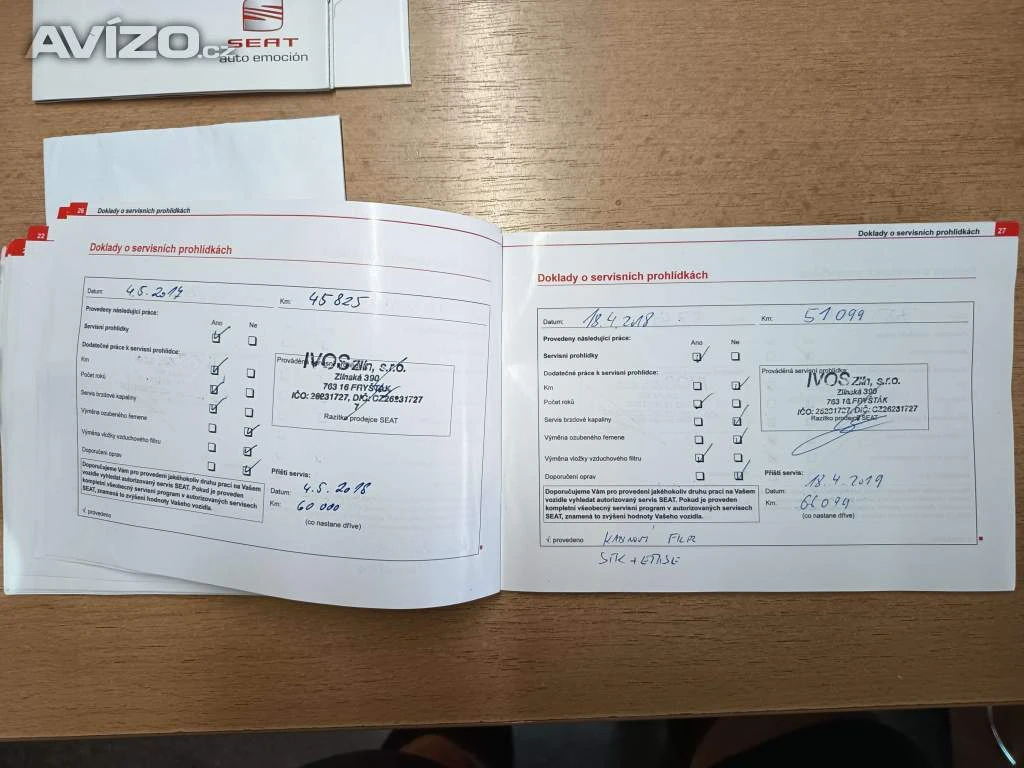 AVÍZO.cz
SEAT
auto emoción
26 Doklady o servisních prohlídkách
22
Doklady o servisních prohlídkách
Datum: 4.5.2017 Km: 45825
Provedeny následující práce:
Ano Ne
Servisní prohlídky
Dodatečné práce k servisní prohlídce:
Km
Počet roků
Servis brzdové kapaliny
Výměna ozubeného řemene
Výměna vložky vzduchového filtru
Doporučení oprav
Prováděná servisní
IVOS Zlín, s.r.o.
Zlínská 390
763 16 FRYŠTÁK
IČO: 26231727, DIČ: CZ26231727
Razítko prodejce SEAT
Doporučujeme Vám pro provedení jakéhokoliv druhu prací na Vašem
vozidle vyhledat autorizovaný servis SEAT. Pokud je proveden
kompletní všeobecný servisní program v autorizovaných servisech
SEAT, znamená to zvýšení hodnoty Vašeho vozidla.
Příští servis:
Datum: 4.5.2018
Km: 60 000
(co nastane dříve)
√ provedeno
Doklady o servisních prohlídkách 27
Doklady o servisních prohlídkách
Datum: 18.4.2018 Km: 51099
Provedeny následující práce:
Ano Ne
Servisní prohlídky
Dodatečné práce k servisní prohlídce:
Km
Počet roků
Servis brzdové kapaliny
Výměna ozubeného řemene
Výměna vložky vzduchového filtru
Doporučení oprav
Prováděná servisní prohlídka
IVOS Zlín, s.r.o.
Zlínská 390
763 16 FRYŠTÁK
IČO: 26231727, DIČ: CZ26231727
Razítko prodejce SEAT
Doporučujeme Vám pro provedení jakéhokoliv druhu prací na Vašem
vozidle vyhledat autorizovaný servis SEAT. Pokud je proveden
kompletní všeobecný servisní program v autorizovaných servisech
SEAT, znamená to zvýšení hodnoty Vašeho vozidla.
Příští servis:
Datum: 18.4.2019
Km: 66099
(co nastane dříve)
√ provedeno KABINOVÝ FILTR
STK + EMISE